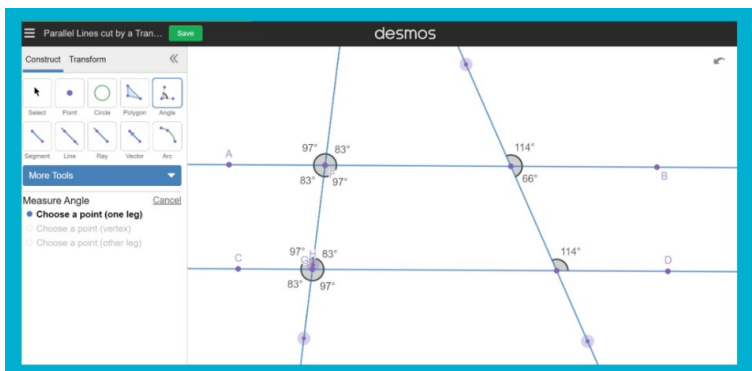 Parallel Lines cut by a Tran... Save desmos
Construct Transform
Select Point Circle Polygon Angle
Segment Line Ray Vector Arc
More Tools
Measure Angle Cancel
Choose a point (one leg)
Choose a point (vertex)
Choose a point (other leg)
97° 83° 114°
A
83° 97° 66° B
97° H 83° 114°
C G D
83° 97°